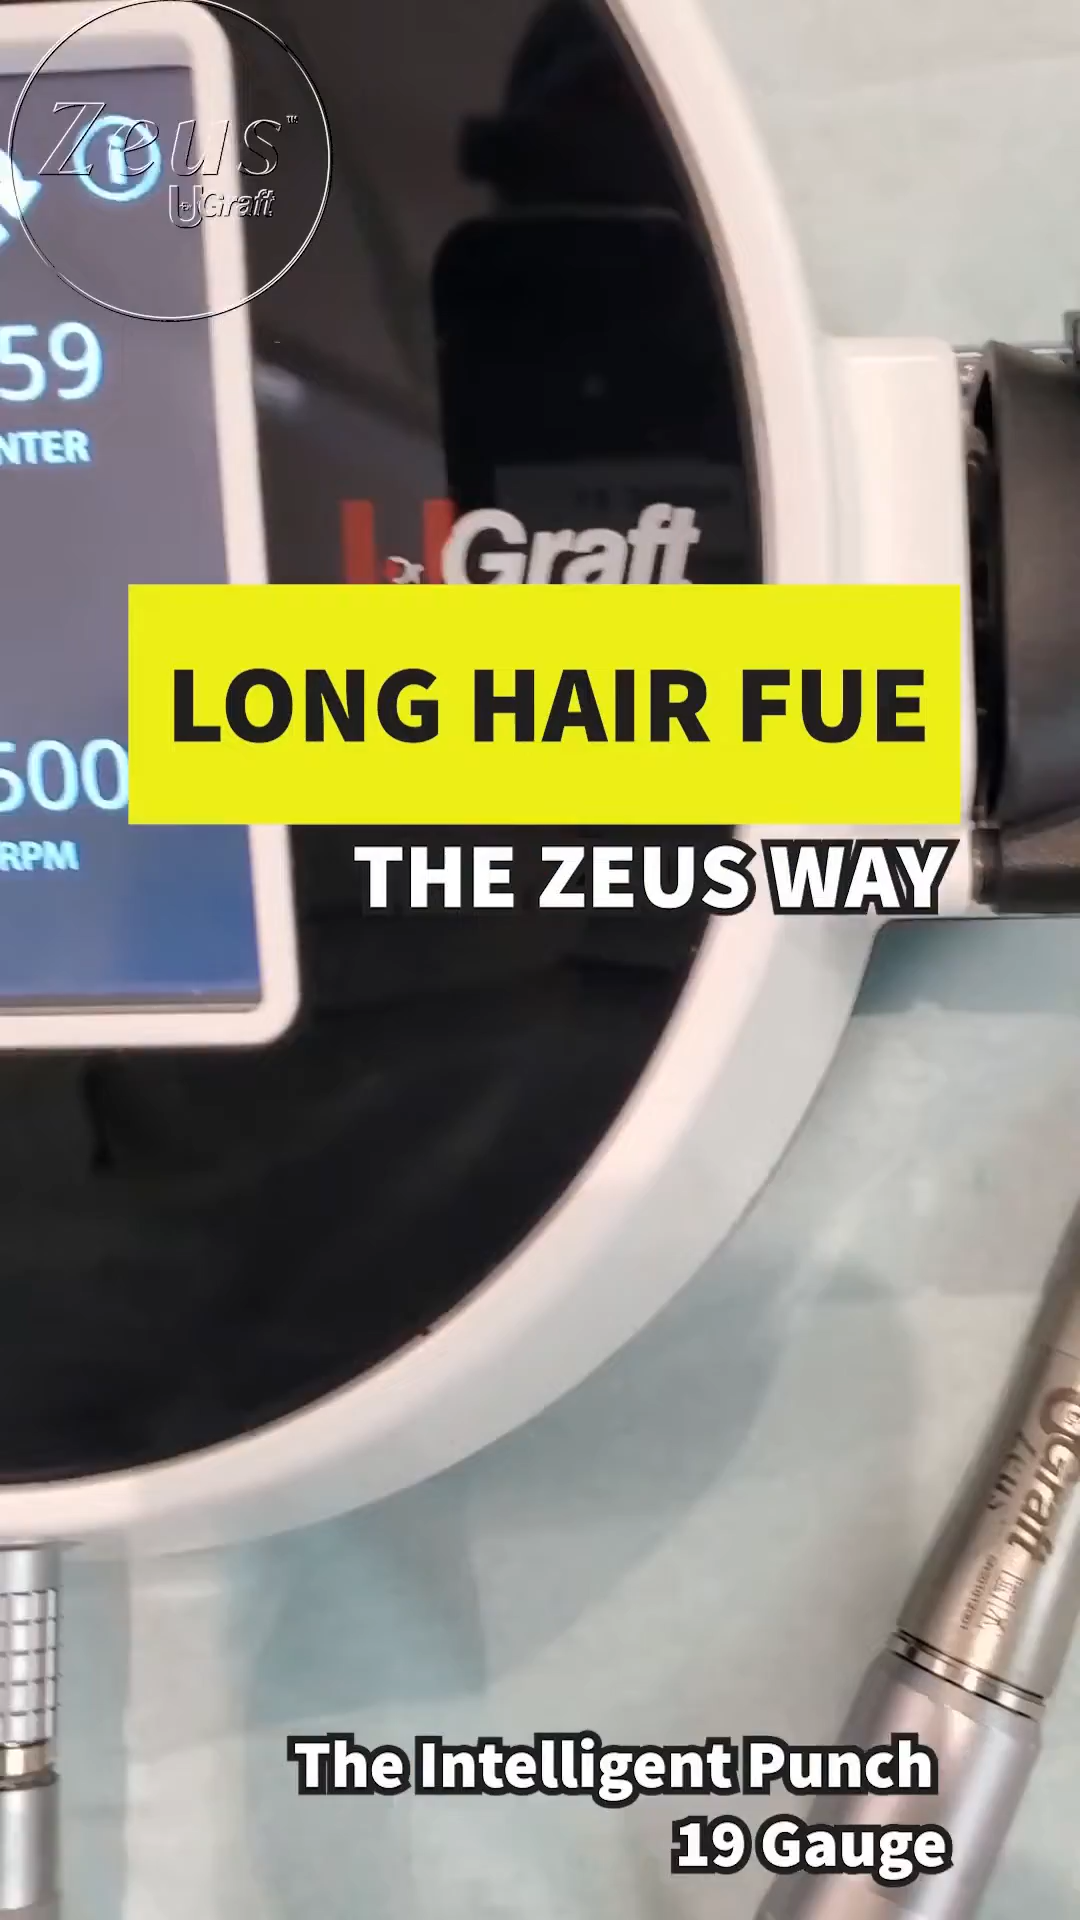 Zeus™
UGraft
59
NTER
UGraft
LONG HAIR FUE
500
RPM
THE ZEUS WAY
UGraft
Zeus
The Intelligent Punch
19 Gauge